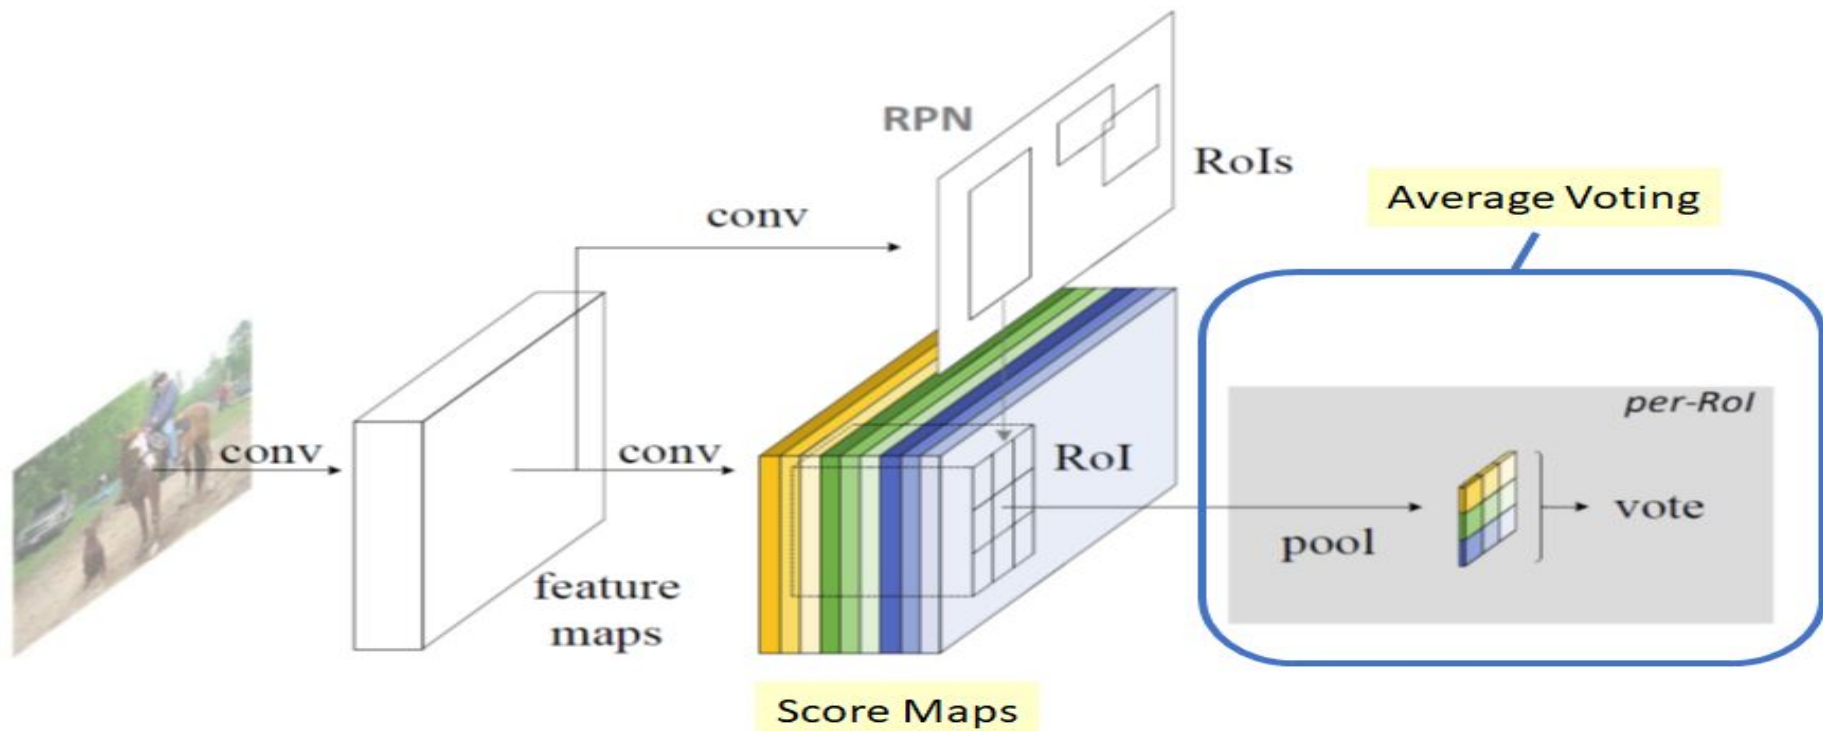 RPN
RoIs
Average Voting
conv
per-RoI
conv
conv
RoI
vote
pool
feature
maps
Score Maps